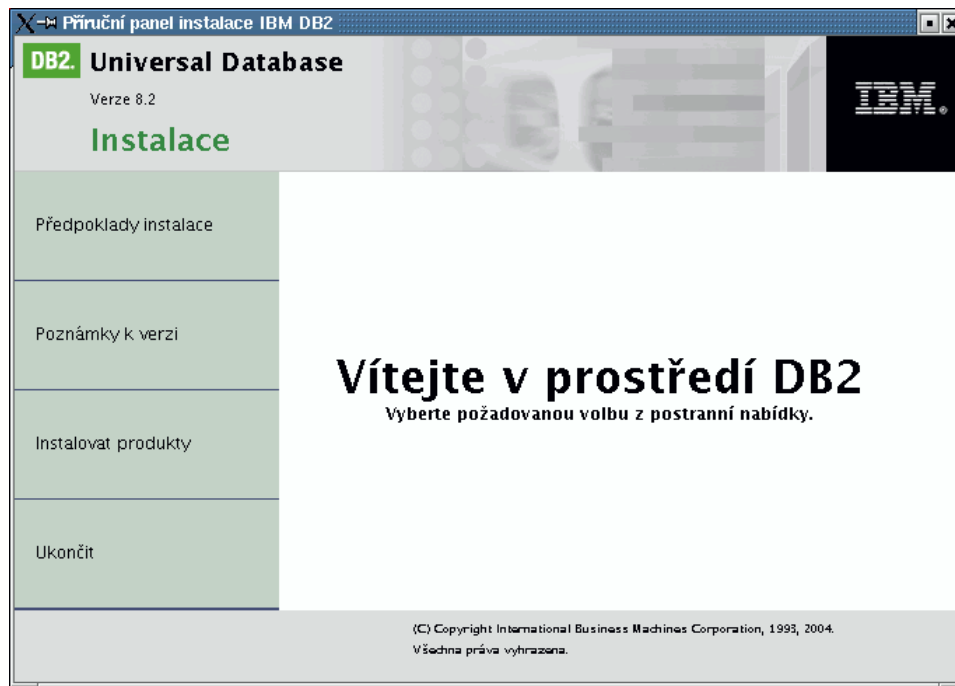 Příruční panel instalace IBM DB2
DB2. Universal Database
Verze 8.2
Instalace
IBM.
Předpoklady instalace
Poznámky k verzi
Instalovat produkty
Ukončit
Vítejte v prostředí DB2
Vyberte požadovanou volbu z postranní nabídky.
(C) Copyright International Business Machines Corporation, 1993, 2004.
Všechna práva vyhrazena.